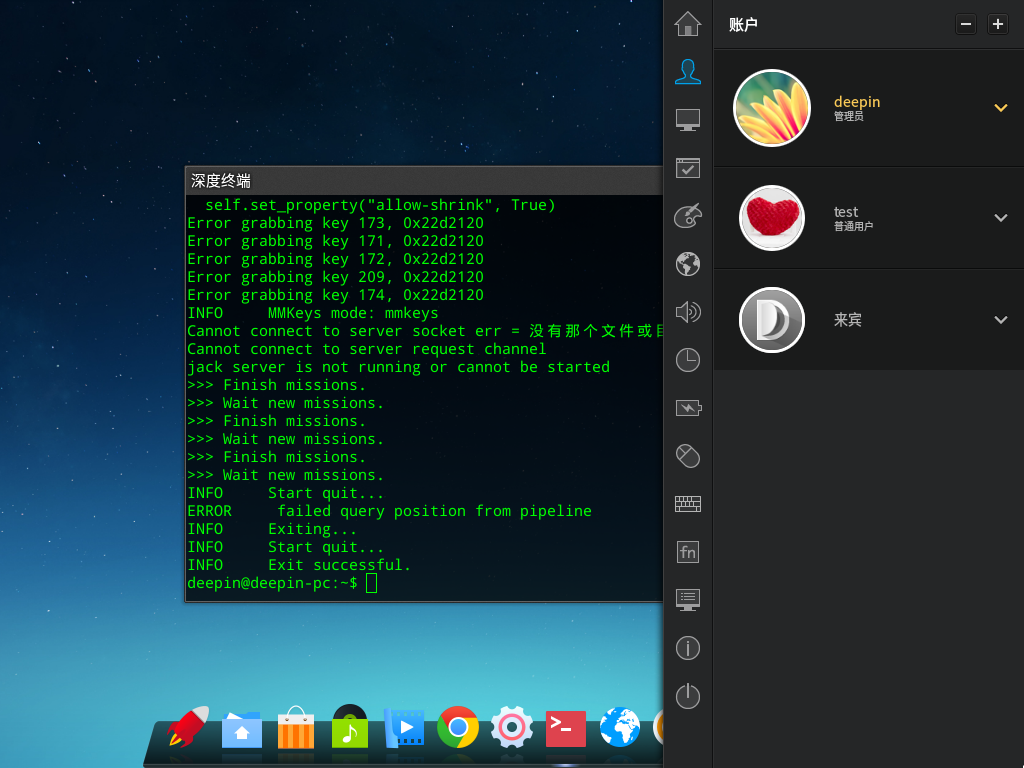 账户
deepin
管理员
test
普通用户
来宾
深度终端
self.set_property("allow-shrink", True)
Error grabbing key 173, 0x22d2120
Error grabbing key 171, 0x22d2120
Error grabbing key 172, 0x22d2120
Error grabbing key 209, 0x22d2120
Error grabbing key 174, 0x22d2120
INFO     MMKeys mode: mmkeys
Cannot connect to server socket err = 没有那个文件或目
Cannot connect to server request channel
jack server is not running or cannot be started
>>> Finish missions.
>>> Wait new missions.
>>> Finish missions.
>>> Wait new missions.
>>> Finish missions.
>>> Wait new missions.
INFO     Start quit...
ERROR     failed query position from pipeline
INFO     Exiting...
INFO     Start quit...
INFO     Exit successful.
deepin@deepin-pc:~$
fn